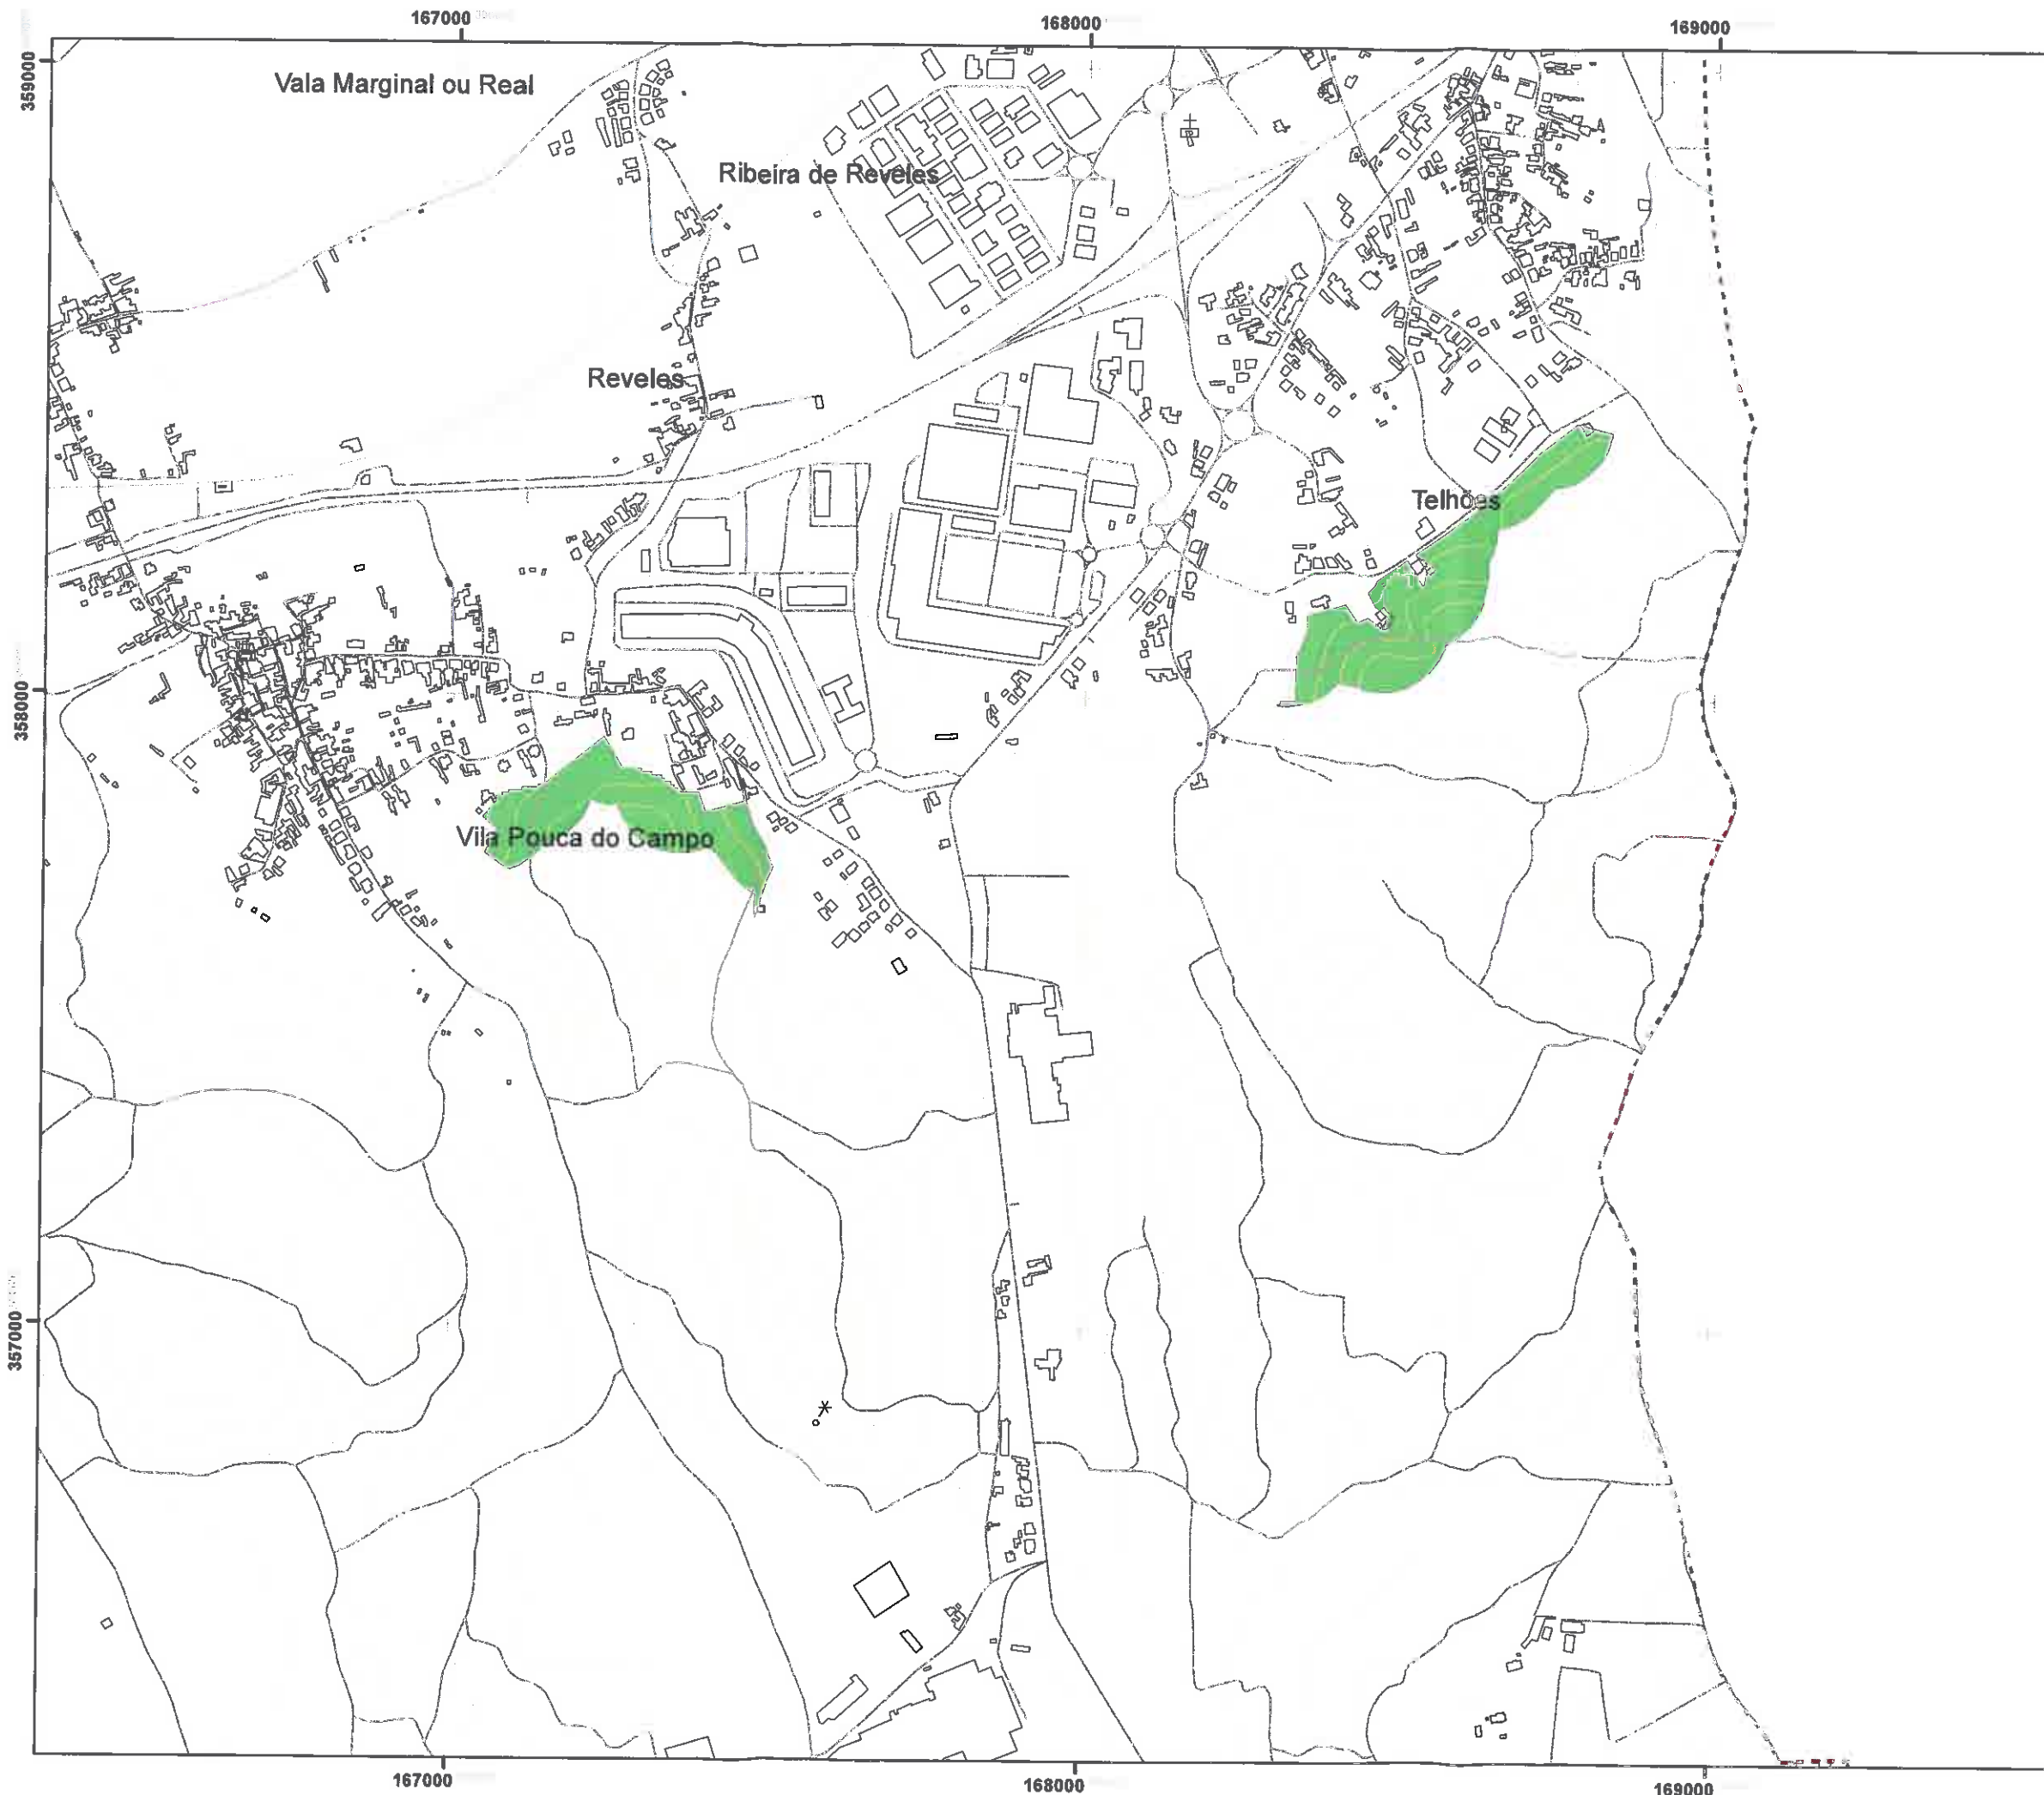 167000
168000
169000
359000
Vala Marginal ou Real
Ribeira de Reveles
Reveles
Telhões
358000
Vila Pouca do Campo
357000
167000
168000
169000